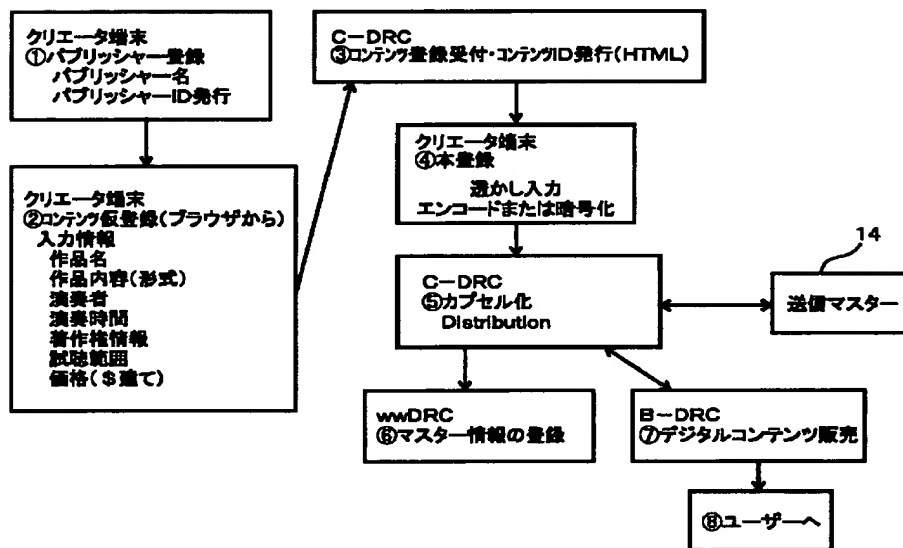 クリエータ端末
①パブリッシャー登録
パブリッシャー名
パブリッシャーID発行
クリエータ端末
②コンテンツ仮登録(ブラウザから)
入力情報
作品名
作品内容(形式)
演奏者
演奏時間
著作権情報
試聴範囲
価格($建て)
C-DRC
③コンテンツ登録受付・コンテンツID発行(HTML)
クリエータ端末
④本登録
透かし入力
エンコードまたは暗号化
C-DRC
⑤カプセル化
Distribution
14
送信マスター
wwDRC
⑥マスター情報の登録
B-DRC
⑦デジタルコンテンツ販売
⑧ユーザーへ